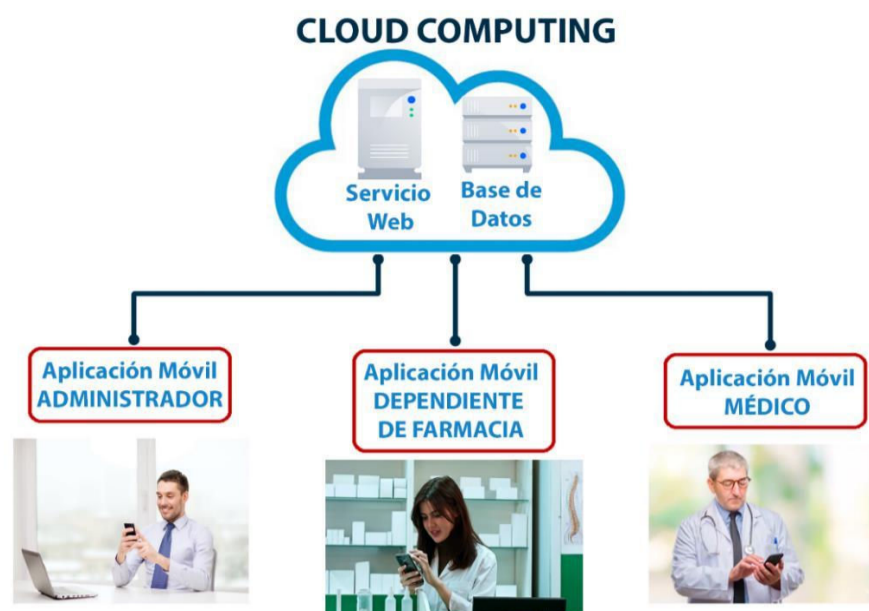 CLOUD COMPUTING
Servicio
Web
Base de
Datos
Aplicación Móvil
ADMINISTRADOR
Aplicación Móvil
DEPENDIENTE
DE FARMACIA
Aplicación Móvil
MÉDICO